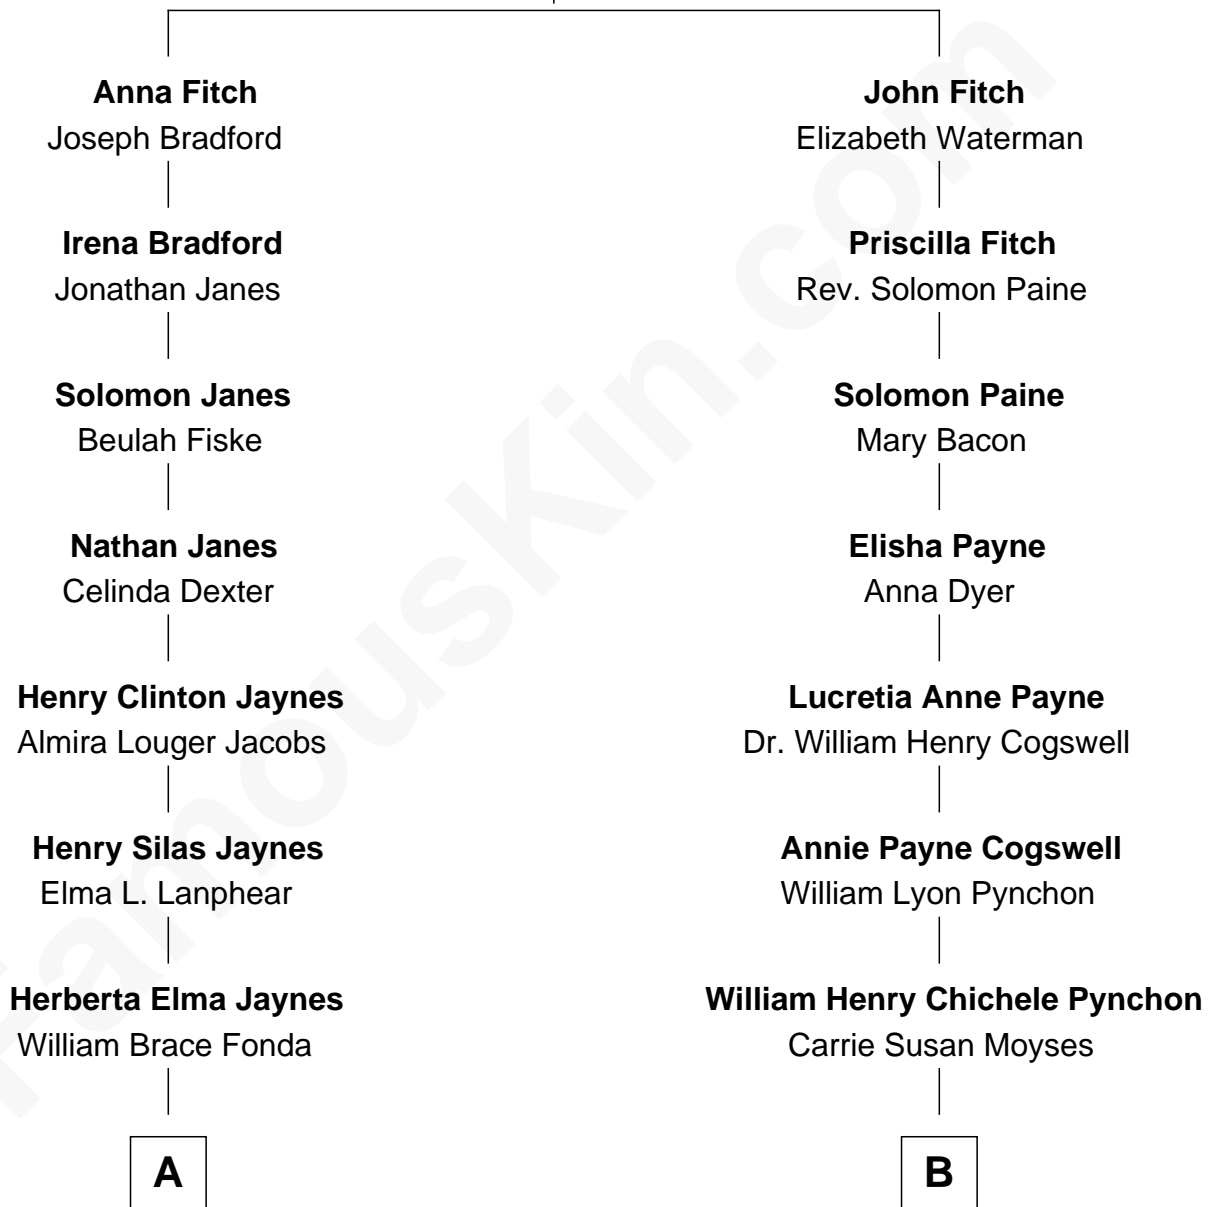 Anna Fitch
Joseph Bradford
Irena Bradford
Jonathan Janes
Solomon Janes
Beulah Fiske
Nathan Janes
Celinda Dexter
Henry Clinton Jaynes
Almira Louger Jacobs
Henry Silas Jaynes
Elma L. Lanphear
Herberta Elma Jaynes
William Brace Fonda
A
John Fitch
Elizabeth Waterman
Priscilla Fitch
Rev. Solomon Paine
Solomon Paine
Mary Bacon
Elisha Payne
Anna Dyer
Lucretia Anne Payne
Dr. William Henry Cogswell
Annie Payne Cogswell
William Lyon Pynchon
William Henry Chichele Pynchon
Carrie Susan Moyses
B
FamousKin.com